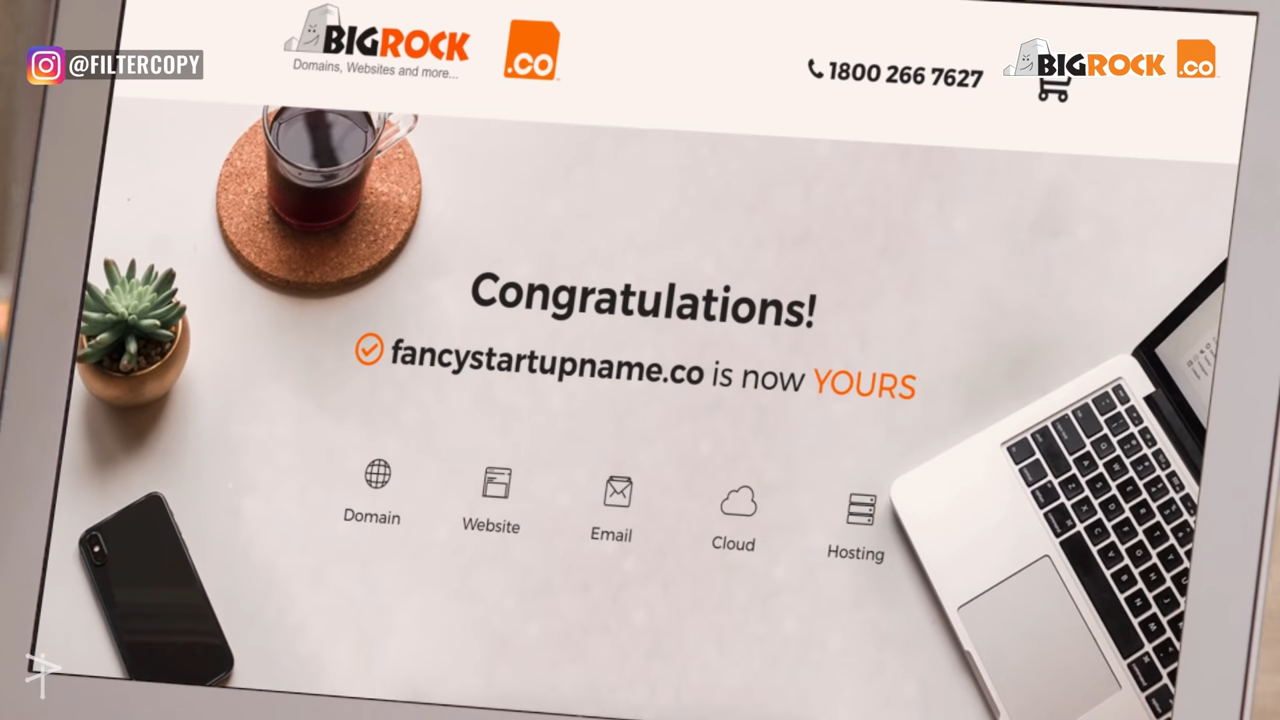 @FILTERCOPY
BIGROCK
Domains, Websites and more...
.co
1800 266 7627
BIGROCK .co
Congratulations!
fancystartupname.co is now YOURS
Domain
Website
Email
Cloud
Hosting